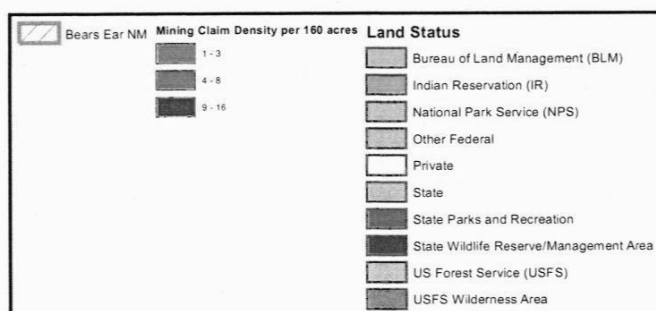 Bears Ear NM
Mining Claim Density per 160 acres
1 - 3
4 - 8
9 - 16
Land Status
Bureau of Land Management (BLM)
Indian Reservation (IR)
National Park Service (NPS)
Other Federal
Private
State
State Parks and Recreation
State Wildlife Reserve/Management Area
US Forest Service (USFS)
USFS Wilderness Area